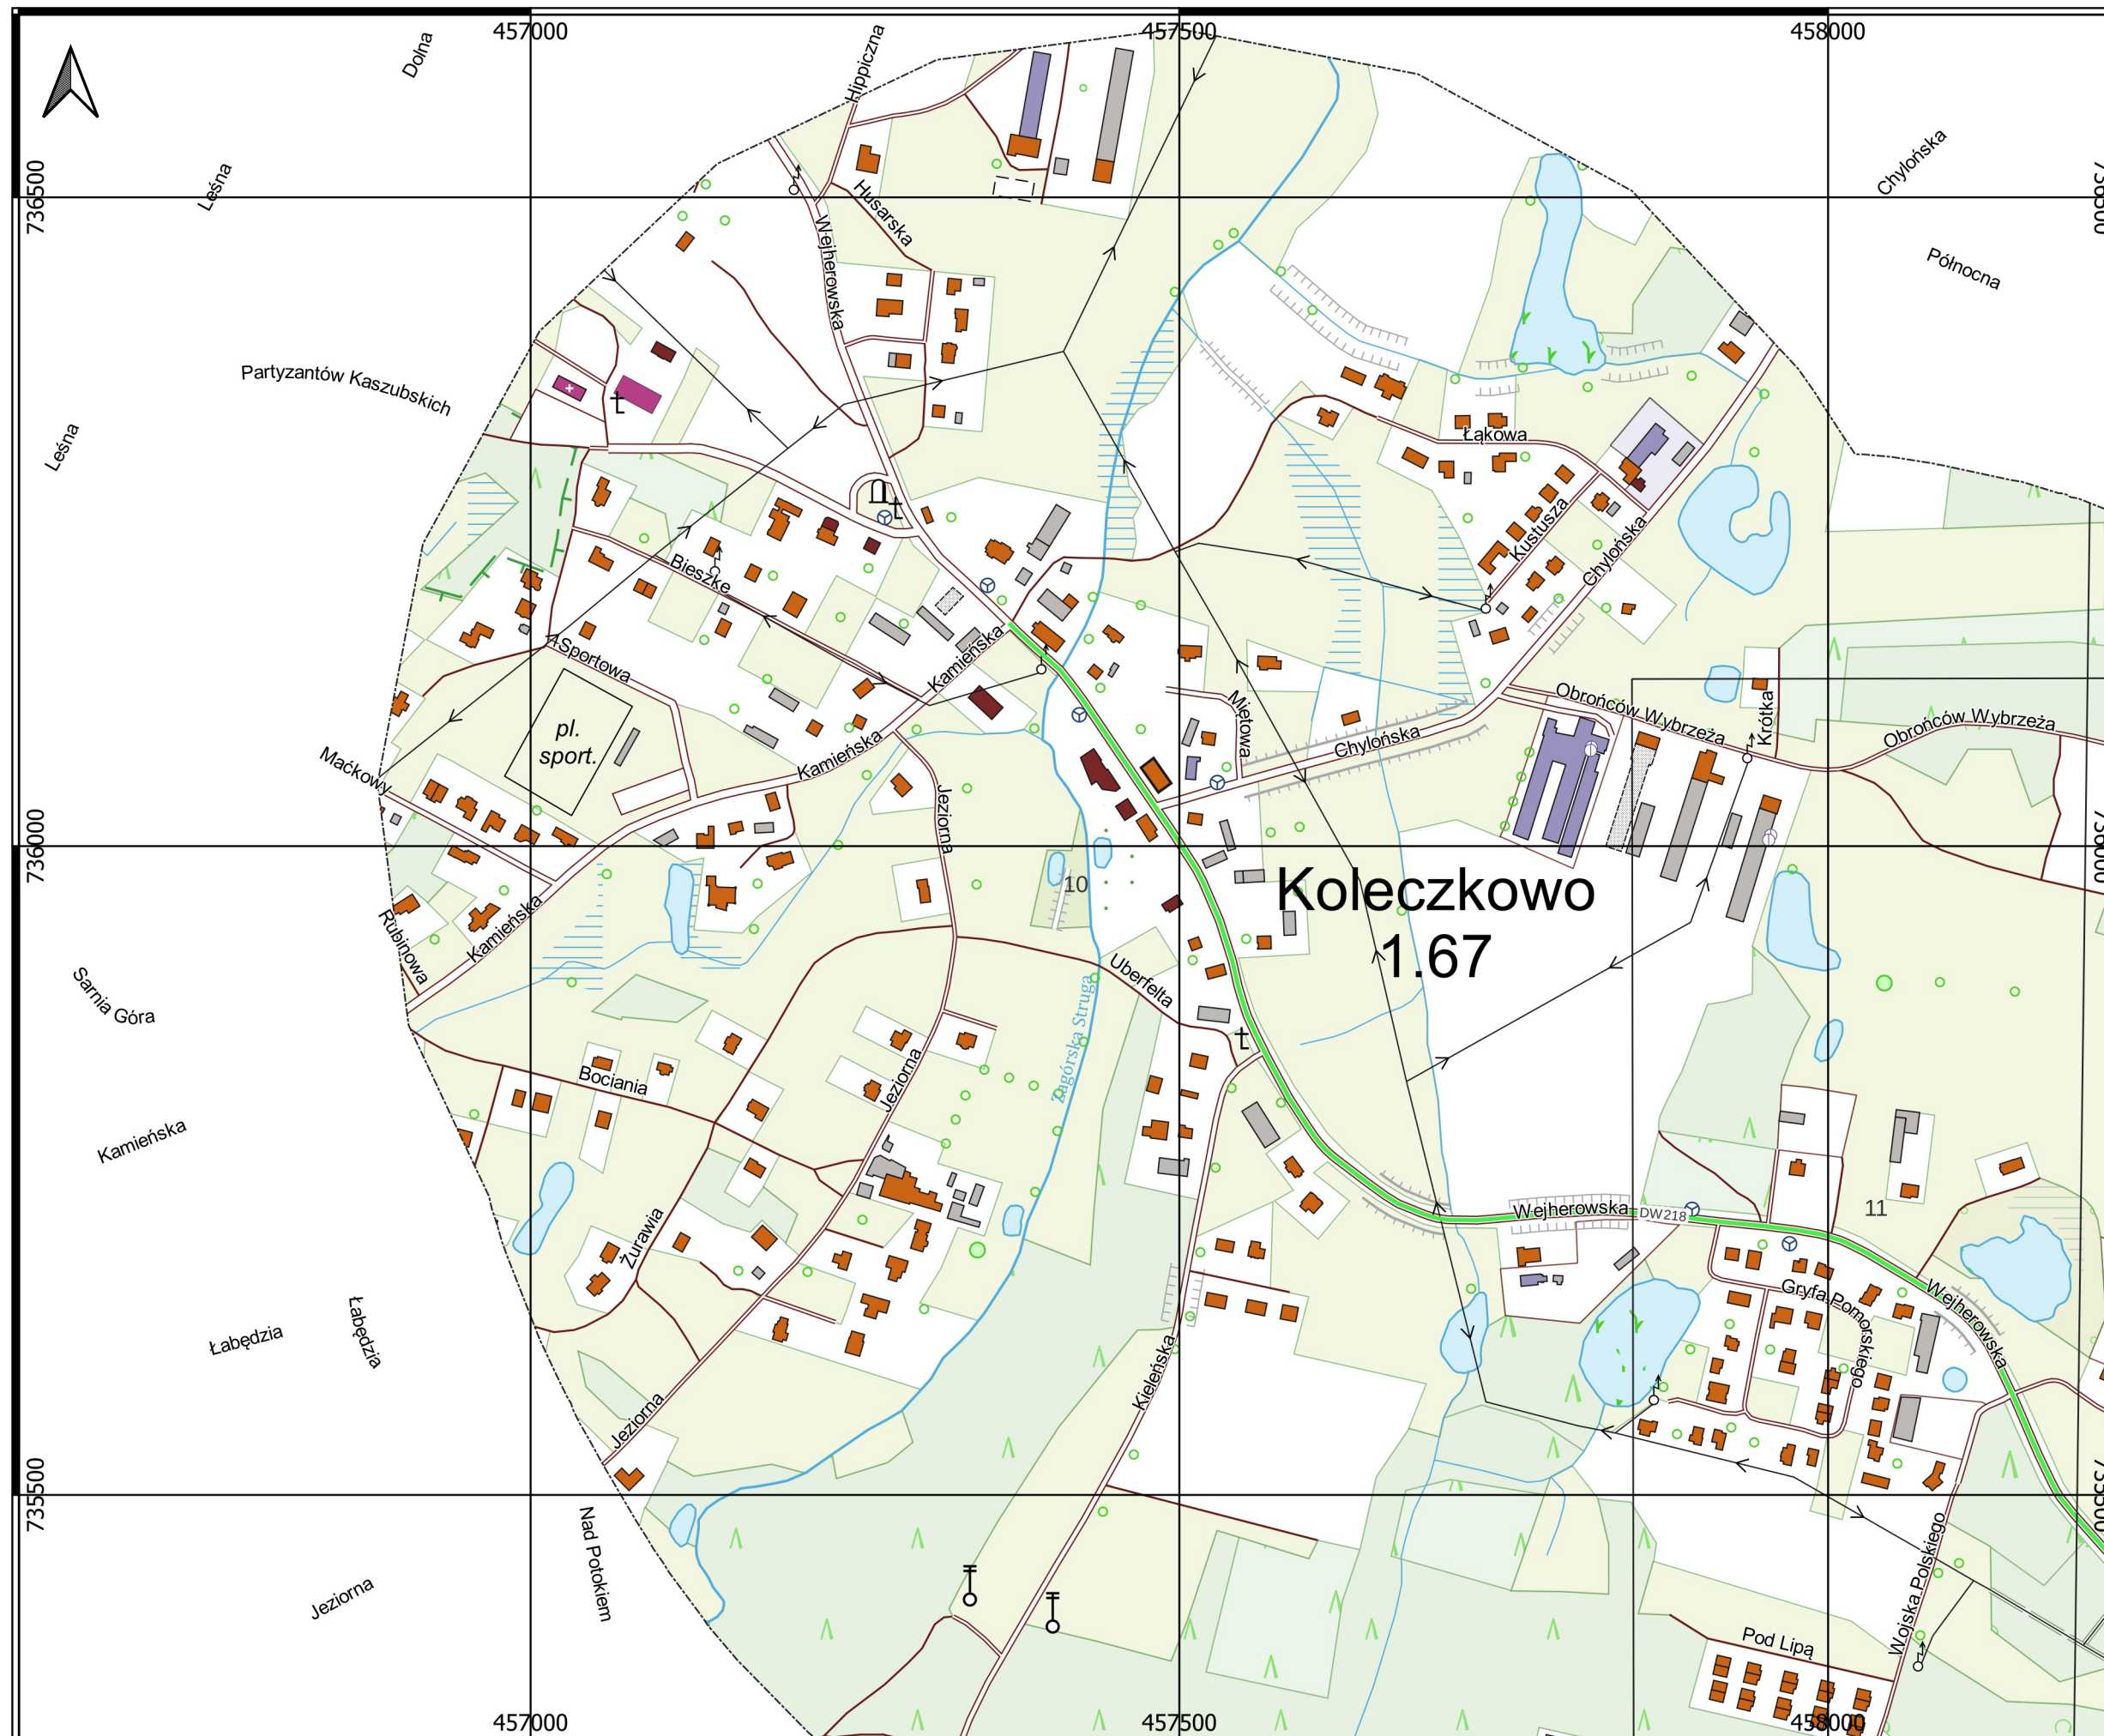 457000
457500
458000
Dolna
Hippiczna
Chylońska
736500
Leśna
736500
Husarska
Wejherowska
Północna
Partyzantów Kaszubskich
Leśna
Łąkowa
Kustusza
Chylońska
Bieszke
Sportowa
Kamieńska
Miętowa
Obrońców Wybrzeża
Krótka
Obrońców Wybrzeża
pl.
sport.
Maćkowy
Kamieńska
Chylońska
Jeziorna
736000
736000
10
Koleczkowo
1.67
Rubinowa
Kamieńska
Uberfelta
Sarnia Góra
Zagórska Struga
Bociania
Jeziorna
Kamieńska
Żurawia
Wejherowska
DW218
11
Łabędzia
Łabędzia
Gryfa Pomorskiego
Wejherowska
Kieleńska
Jeziorna
735500
735500
Nad Potokiem
Jeziorna
Wojska Polskiego
Pod Lipą
457000
457500
458000